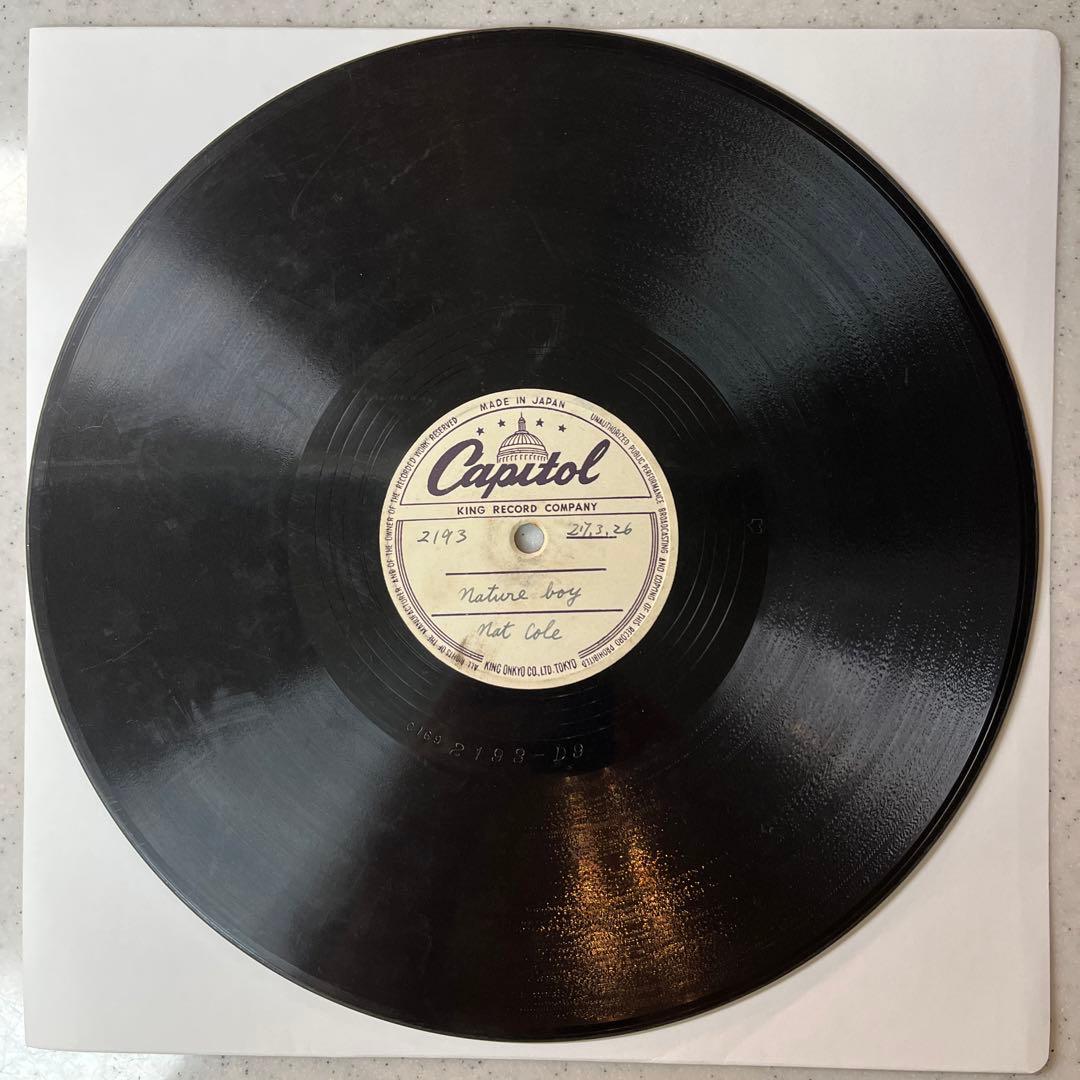 MADE IN JAPAN
UNAUTHORIZED PUBLIC PERFORMANCE BROADCASTING AND COPYING OF THIS RECORD PROHIBITED
ALL RIGHTS OF THE MANUFACTURER AND OF THE OWNER OF THE RECORDED WORK RESERVED
Capitol
KING RECORD COMPANY
2193 27.3.26
Nature boy
Nat Cole
KING ONKYO CO., LTD. TOKYO
C169 2193-D9